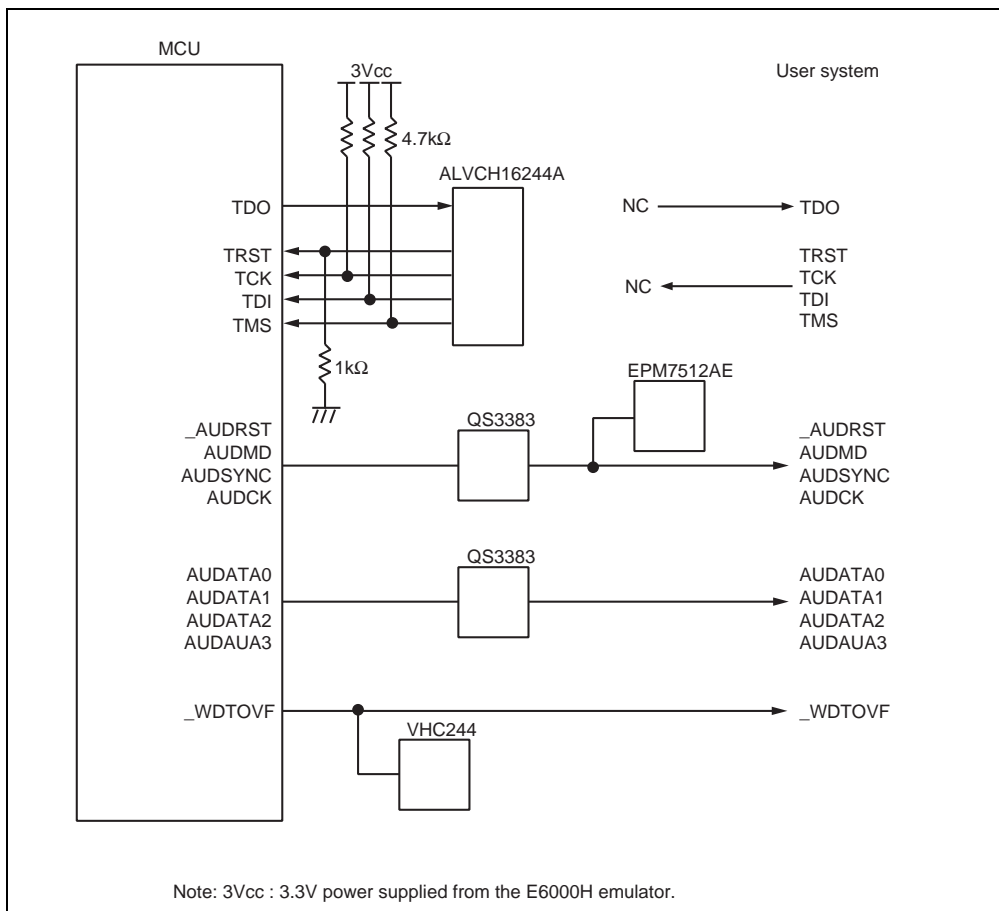 MCU
3Vcc
User system
4.7kΩ
ALVCH16244A
TDO
NC
TDO
TRST
TCK
TDI
TMS
NC
TRST
TCK
TDI
TMS
1kΩ
EPM7512AE
QS3383
_AUDRST
AUDMD
AUDSYNC
AUDCK
_AUDRST
AUDMD
AUDSYNC
AUDCK
QS3383
AUDATA0
AUDATA1
AUDATA2
AUDAUA3
AUDATA0
AUDATA1
AUDATA2
AUDAUA3
_WDTOVF
_WDTOVF
VHC244
Note: 3Vcc : 3.3V power supplied from the E6000H emulator.